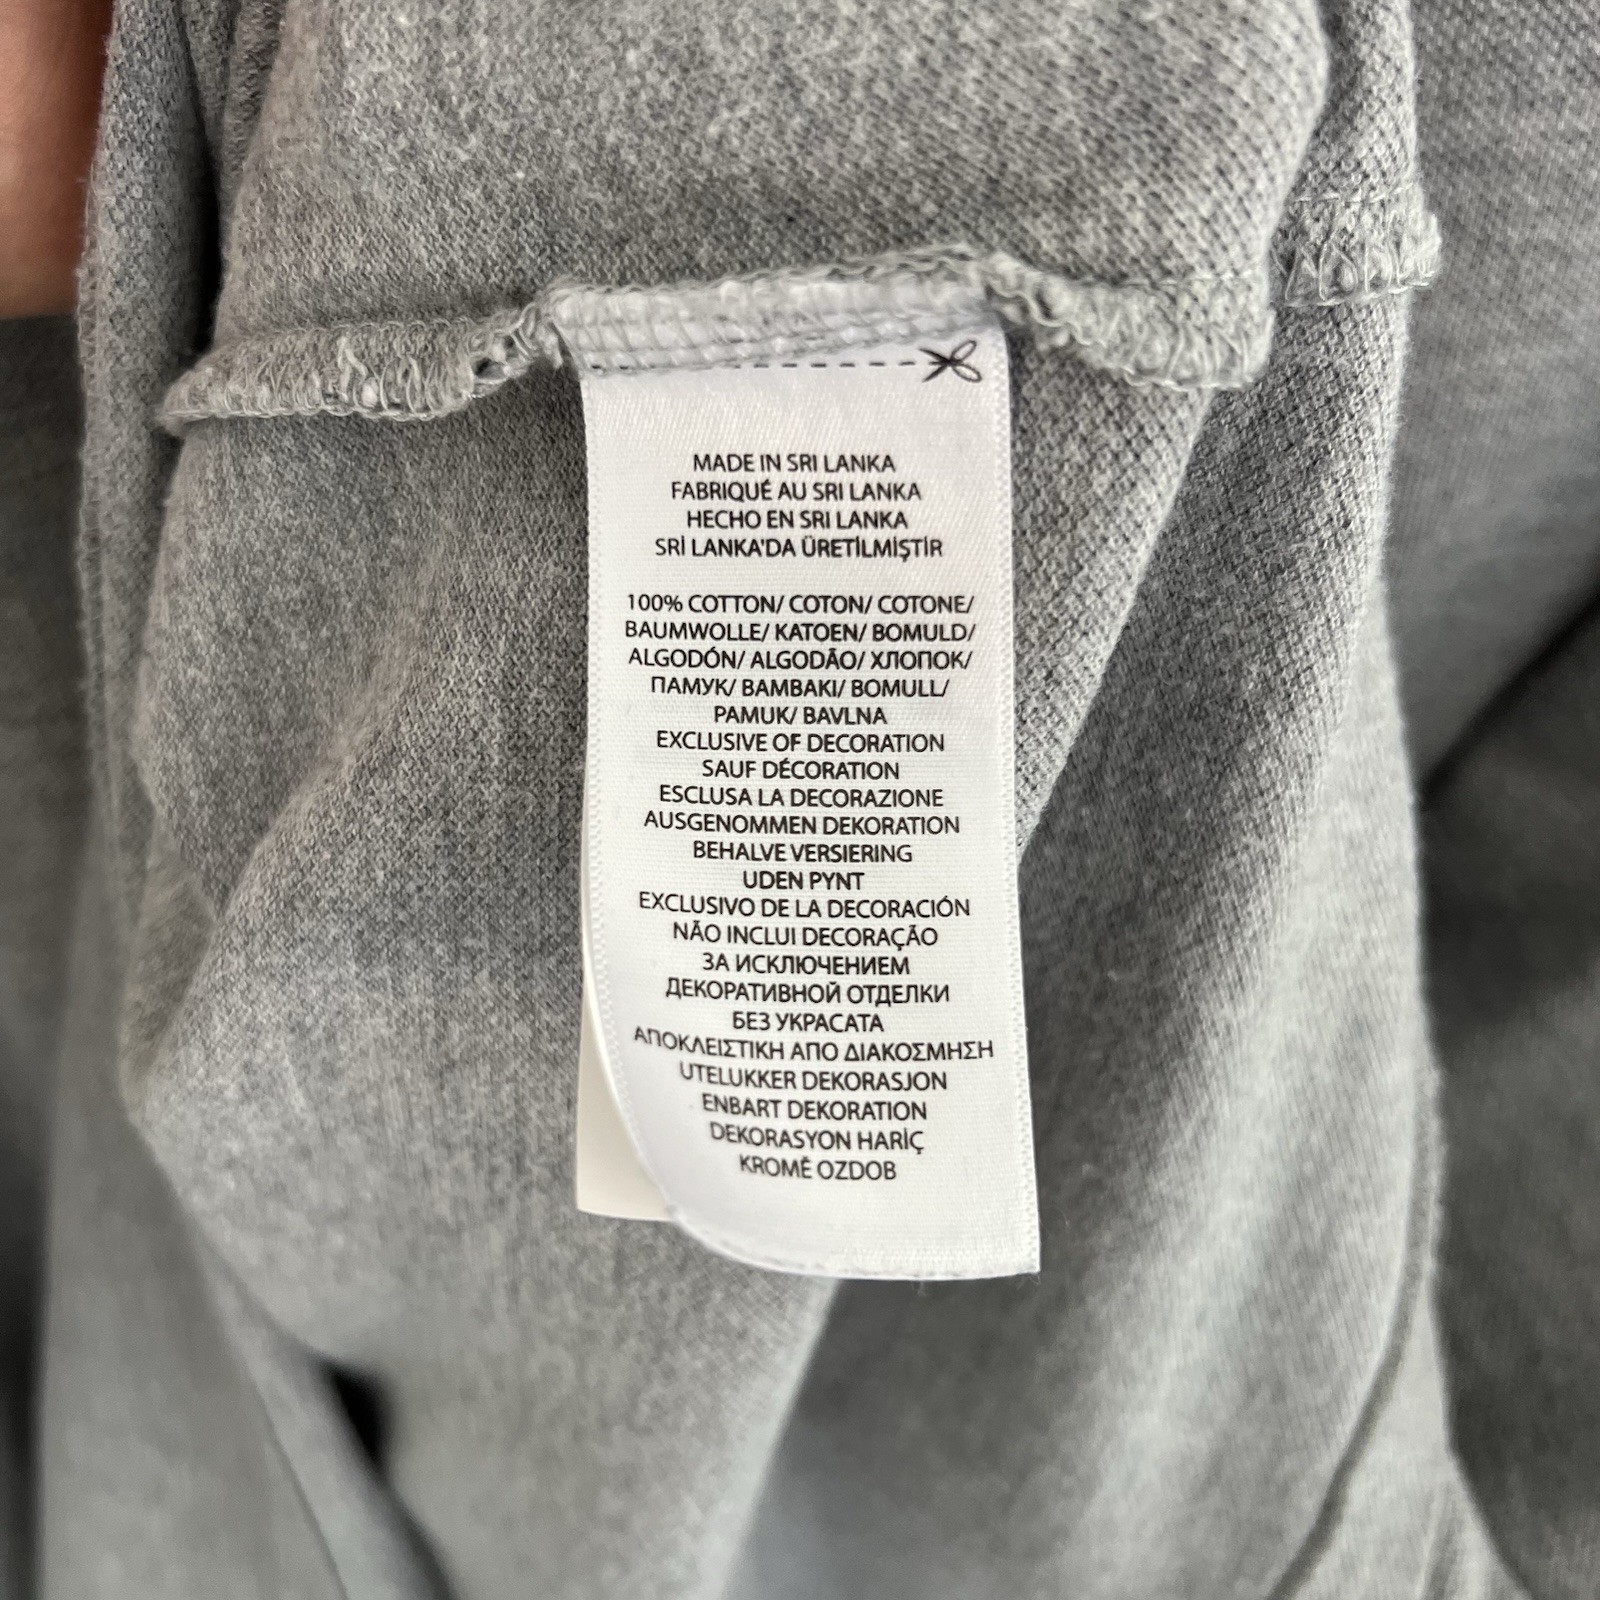 MADE IN SRI LANKA
FABRIQUÉ AU SRI LANKA
HECHO EN SRI LANKA
SRİ LANKA'DA ÜRETİLMİŞTİR
100% COTTON/ COTON/ COTONE/
BAUMWOLLE/ KATOEN/ BOMULD/
ALGODÓN/ ALGODÃO/ ХЛОПОК/
ПАМУК/ BAMBAKI/ BOMULL/
PAMUK/ BAVLNA
EXCLUSIVE OF DECORATION
SAUF DÉCORATION
ESCLUSA LA DECORAZIONE
AUSGENOMMEN DEKORATION
BEHALVE VERSIERING
UDEN PYNT
EXCLUSIVO DE LA DECORACIÓN
NÃO INCLUI DECORAÇÃO
ЗА ИСКЛЮЧЕНИЕМ
ДЕКОРАТИВНОЙ ОТДЕЛКИ
БЕЗ УКРАСАТА
ΑΠΟΚΛΕΙΣΤΙΚΗ ΑΠΟ ΔΙΑΚΟΣΜΗΣΗ
UTELUKKER DEKORASJON
ENBART DEKORATION
DEKORASYON HARİÇ
KROMĚ OZDOB